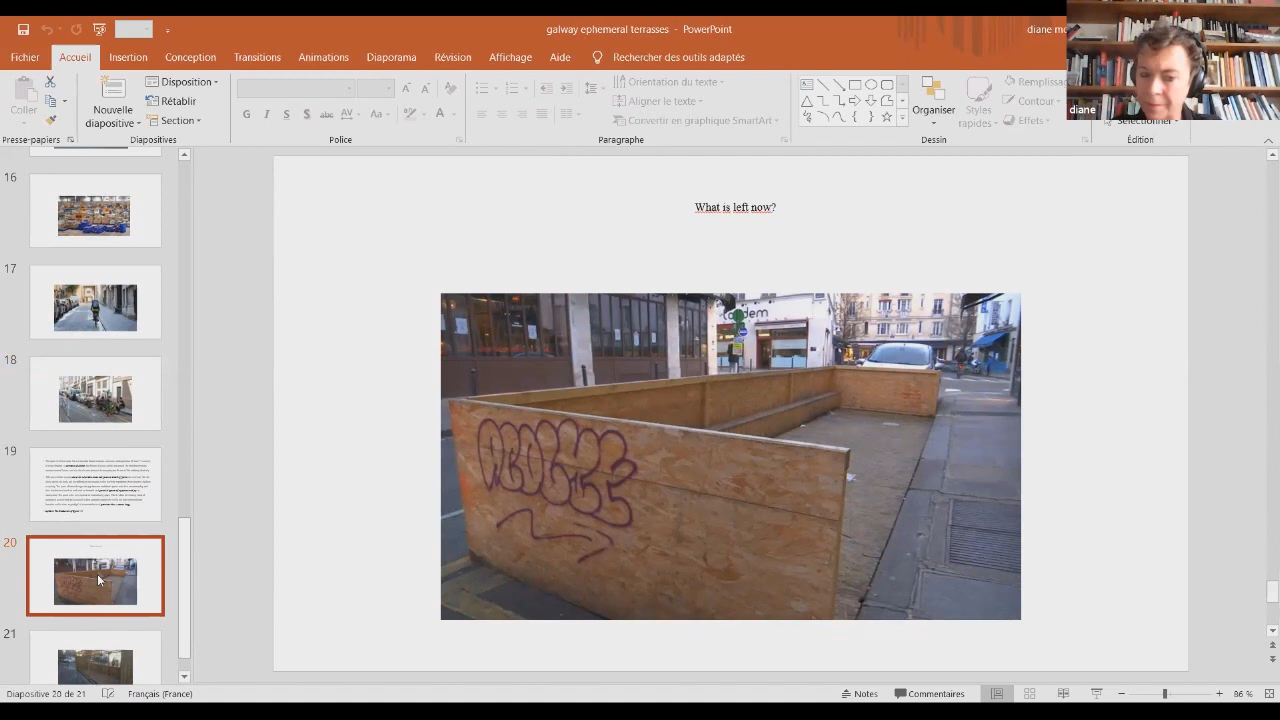 galway ephemeral terrasses - PowerPoint
Fichier Accueil Insertion Conception Transitions Animations Diaporama Révision Affichage Aide Rechercher des outils adaptés
Coller
Presse-papiers
Nouvelle diapositive
Disposition
Rétablir
Section
Diapositives
G I S S abc AV Aa A
Police
Orientation du texte
Aligner le texte
Convertir en graphique SmartArt
Paragraphe
Organiser
Styles rapides
Contour
Effets
Dessin
Sélectionner
Édition
diane
16
17
18
19
20
21
What is left now?
Diapositive 20 de 21 Français (France) Notes Commentaires 86 %